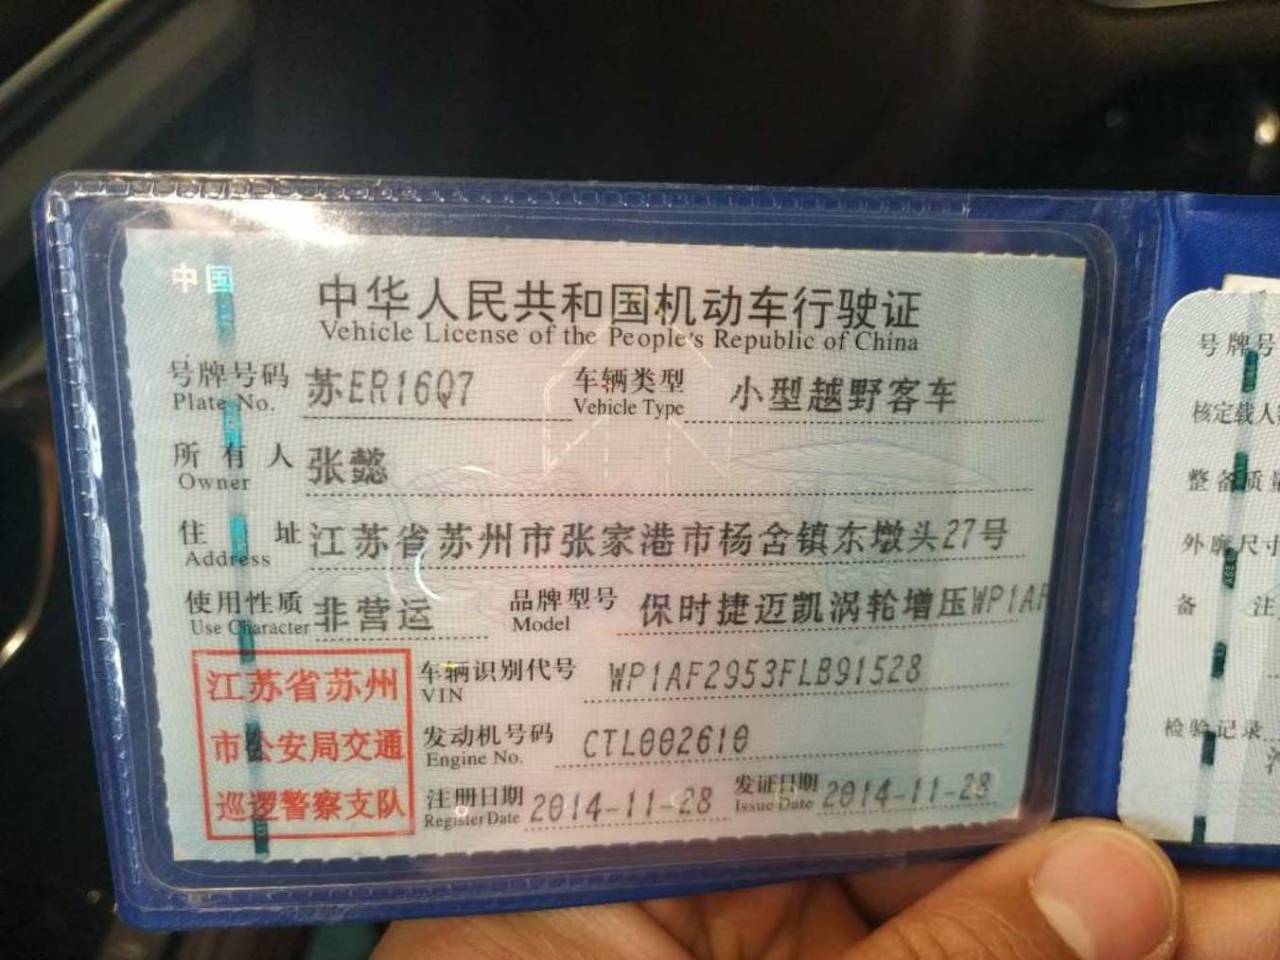 中国
中华人民共和国机动车行驶证
Vehicle License of the People's Republic of China
号牌号码 苏ER16Q7 车辆类型 小型越野客车
Plate No. Vehicle Type
所有人 张懿
Owner
住址 江苏省苏州市张家港市杨舍镇东墩头27号
Address
使用性质 非营运 品牌型号 保时捷迈凯涡轮增压WP1AF
Use Character Model
车辆识别代号 WP1AF2953FLB91528
VIN
发动机号码 CTL002610
Engine No.
注册日期 2014-11-28 发证日期 2014-11-28
Register Date Issue Date
江苏省苏州
市公安局交通
巡逻警察支队
号牌号
核定载人
整备质量
外廓尺寸
备 注
检验记录